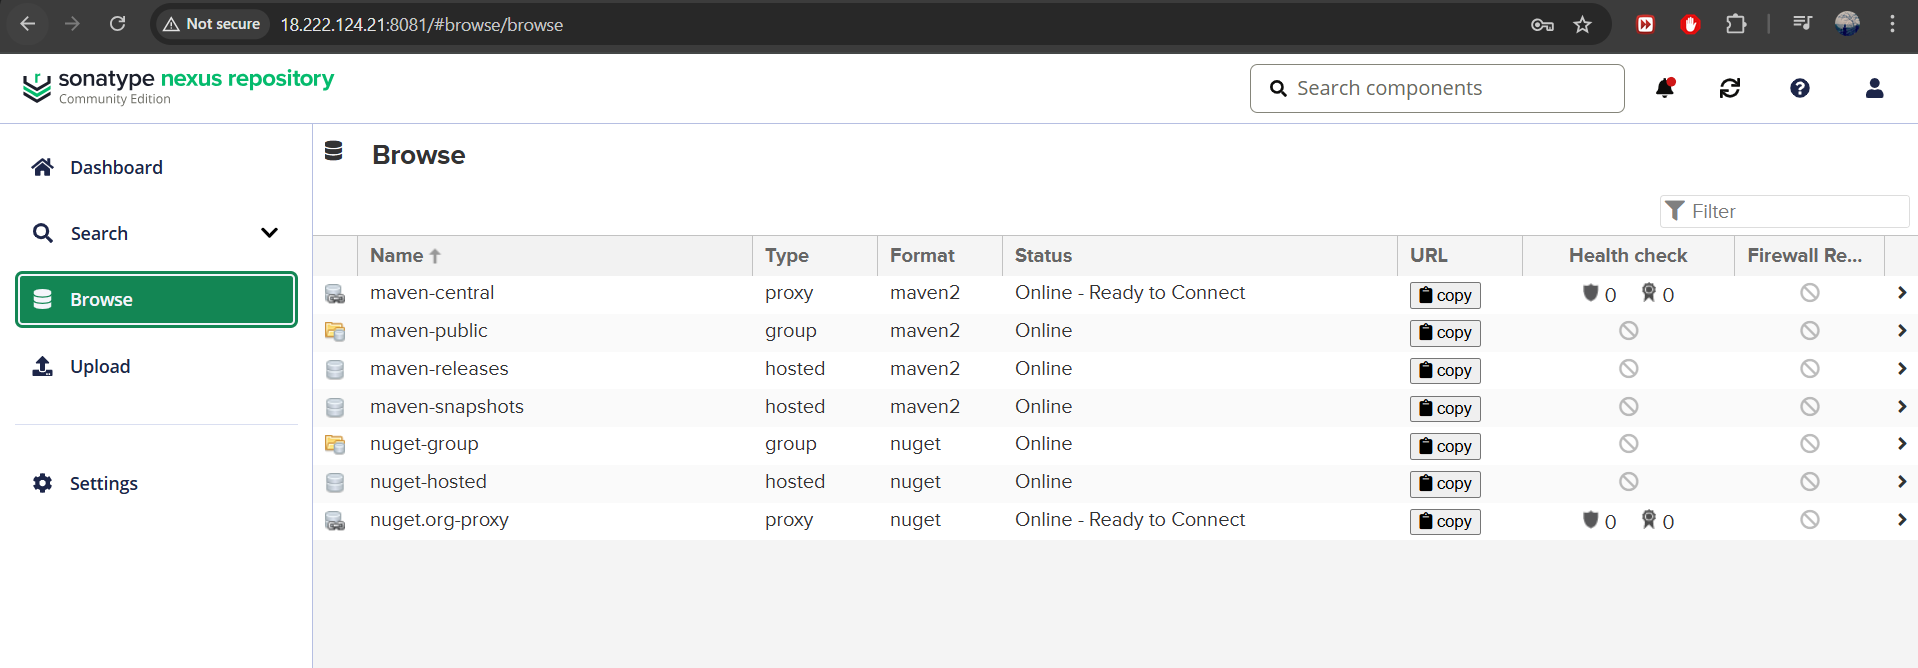 Not secure 18.222.124.21:8081/#browse/browse
sonatype nexus repository
Community Edition
Search components
Dashboard
Search
Browse
Upload
Settings
Browse
Filter
Name Type Format Status URL Health check Firewall Re...
maven-central proxy maven2 Online - Ready to Connect copy 0 0
maven-public group maven2 Online copy
maven-releases hosted maven2 Online copy
maven-snapshots hosted maven2 Online copy
nuget-group group nuget Online copy
nuget-hosted hosted nuget Online copy
nuget.org-proxy proxy nuget Online - Ready to Connect copy 0 0